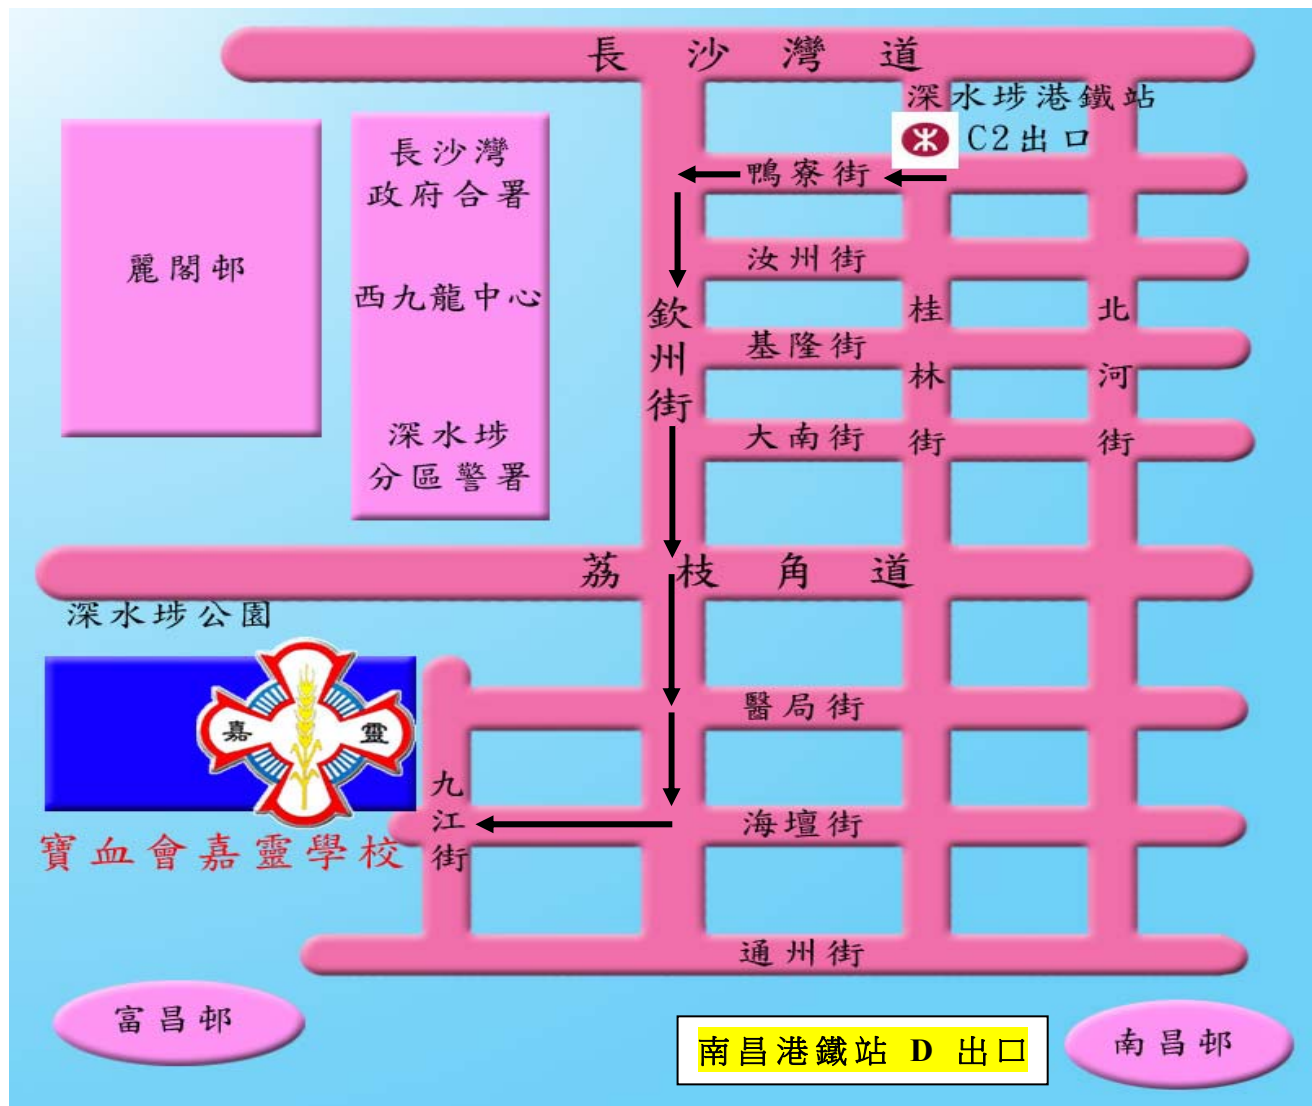 長沙灣道
深水埗港鐵站
C2出口
長沙灣
政府合署
鴨寮街
麗閣邨
汝州街
西九龍中心
欽州街
桂林街
北河街
基隆街
深水埗
分區警署
大南街
荔枝角道
深水埗公園
嘉 靈
醫局街
九江街
海壇街
寶血會嘉靈學校
通州街
富昌邨
南昌港鐵站 D 出口
南昌邨